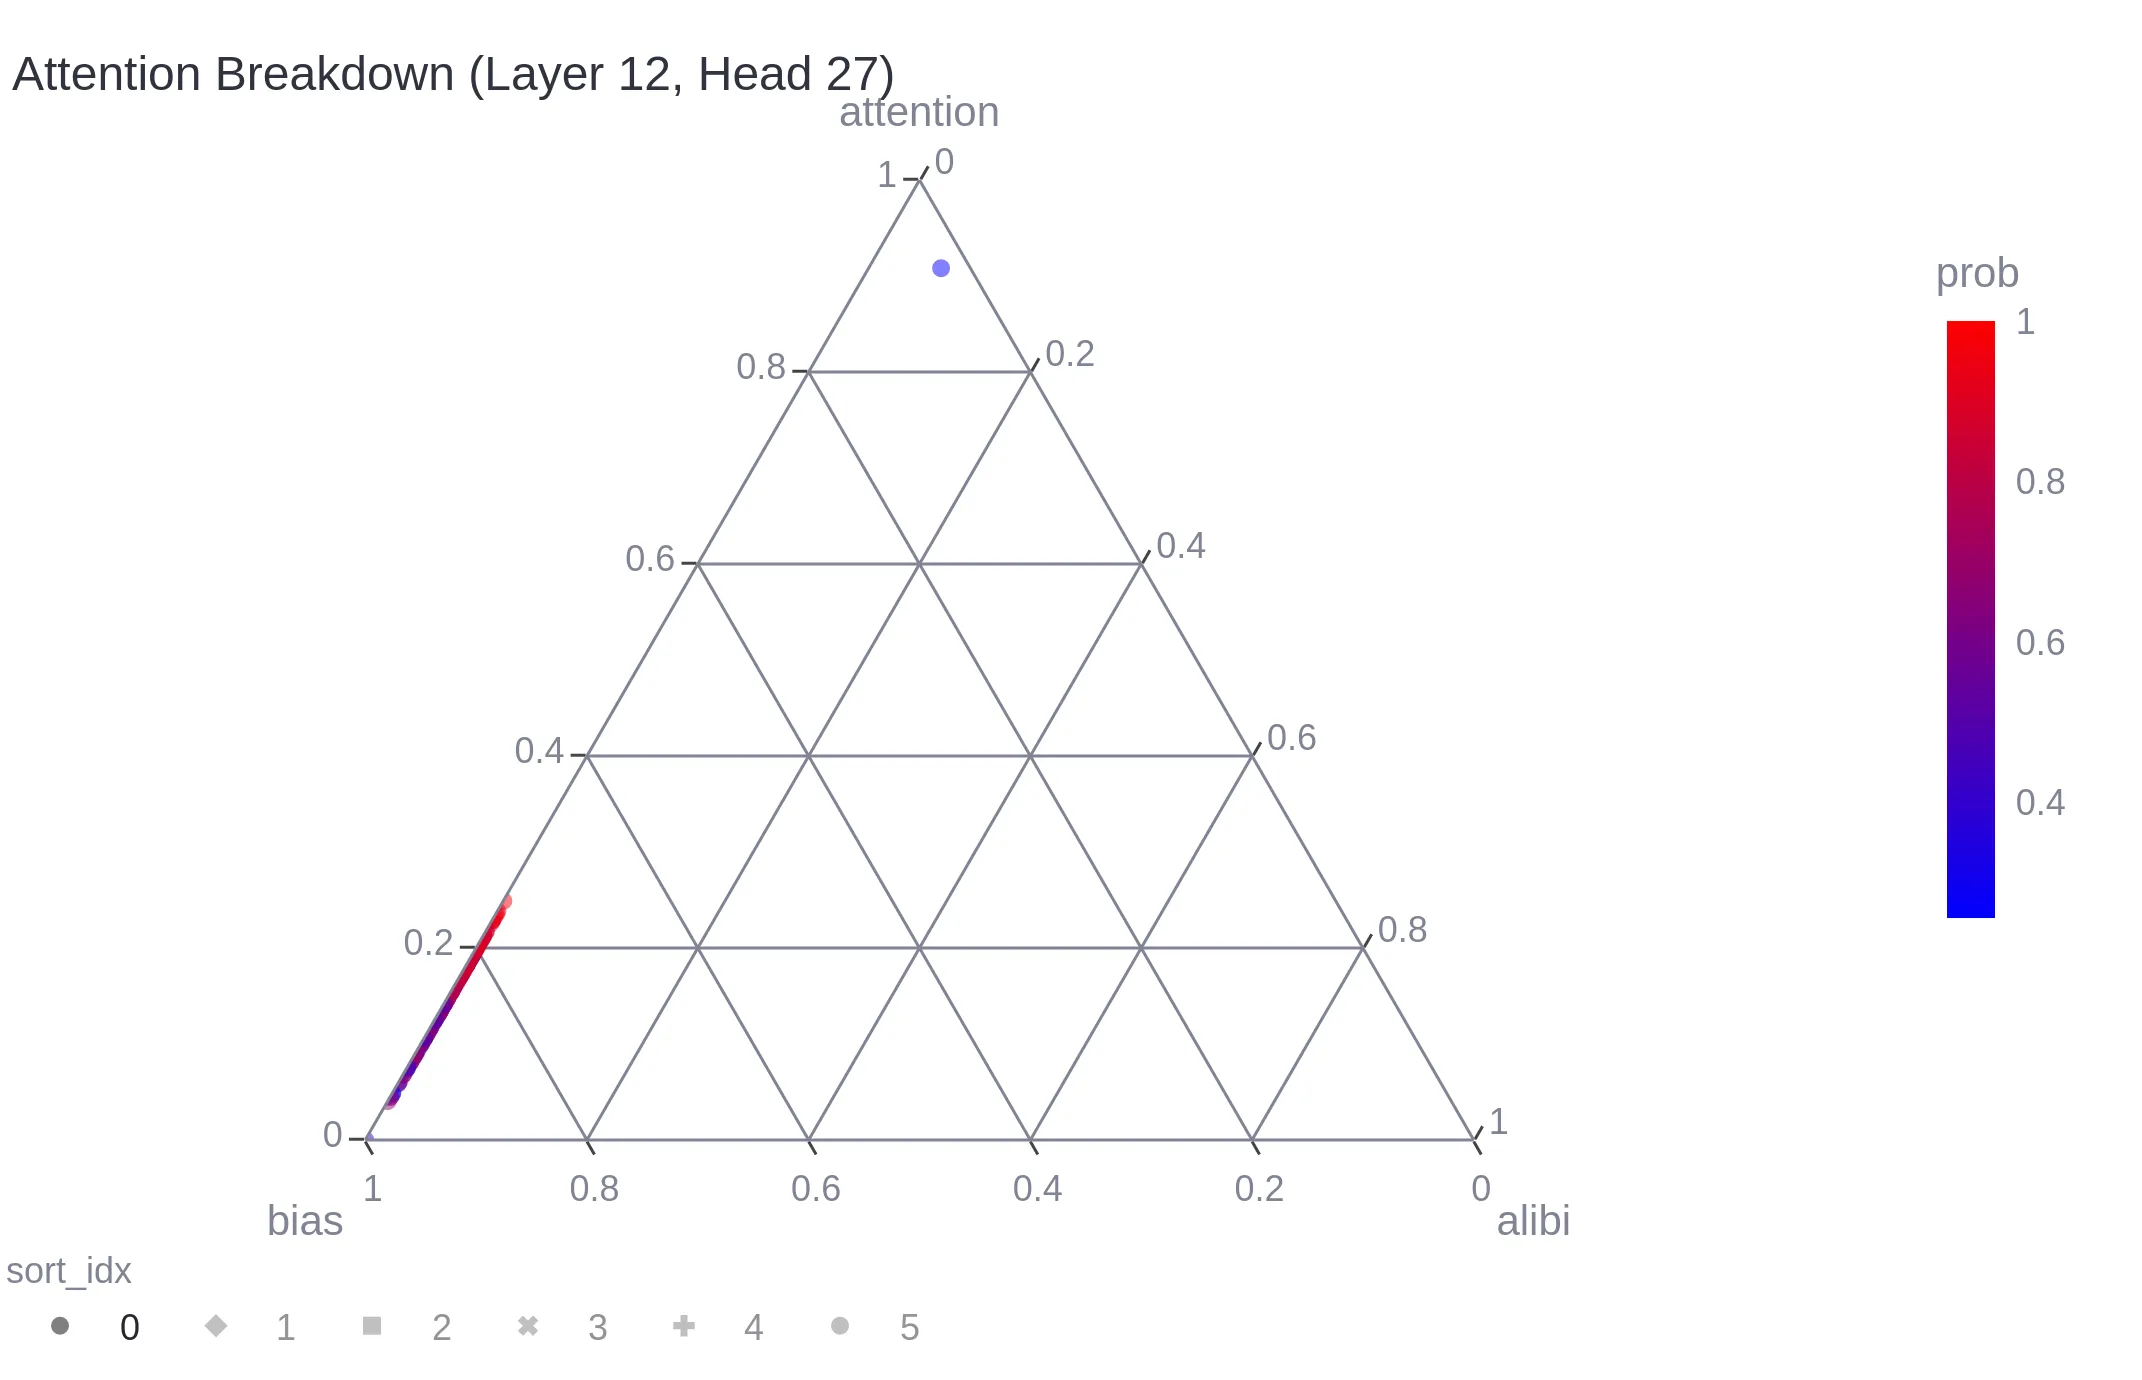 Attention Breakdown (Layer 12, Head 27)
attention
1 0
0.8 0.2
0.6 0.4
0.4 0.6
0.2 0.8
0 1
1 0.8 0.6 0.4 0.2 0
bias alibi
prob
1
0.8
0.6
0.4
sort_idx
0 1 2 3 4 5